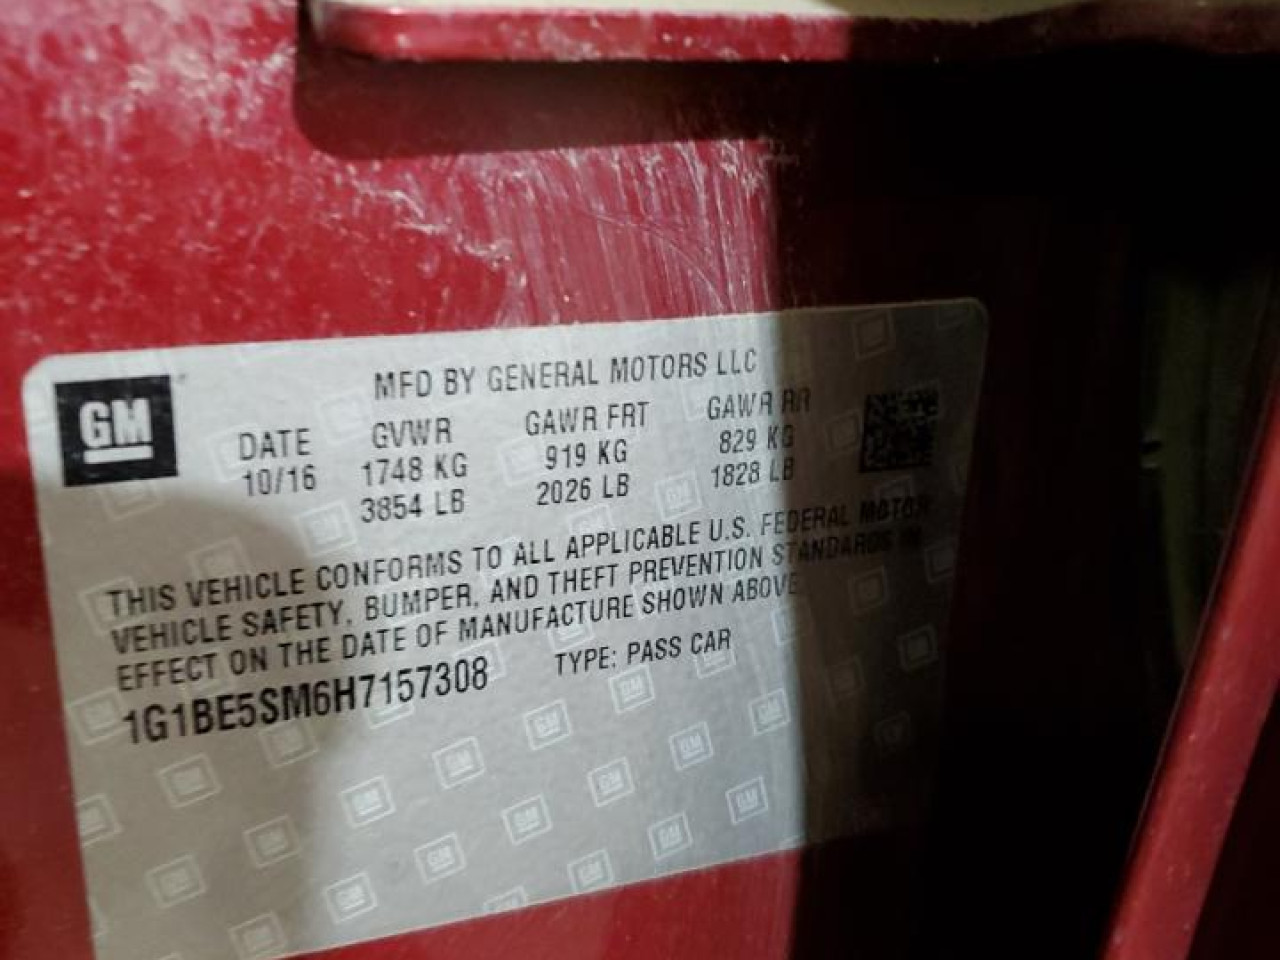 GM
MFD BY GENERAL MOTORS LLC
DATE GVWR GAWR FRT GAWR RR
10/16 1748 KG 919 KG 829 KG
3854 LB 2026 LB 1828 LB
THIS VEHICLE CONFORMS TO ALL APPLICABLE U.S. FEDERAL MOTOR
VEHICLE SAFETY, BUMPER, AND THEFT PREVENTION STANDARDS IN
EFFECT ON THE DATE OF MANUFACTURE SHOWN ABOVE.
1G1BE5SM6H7157308 TYPE: PASS CAR